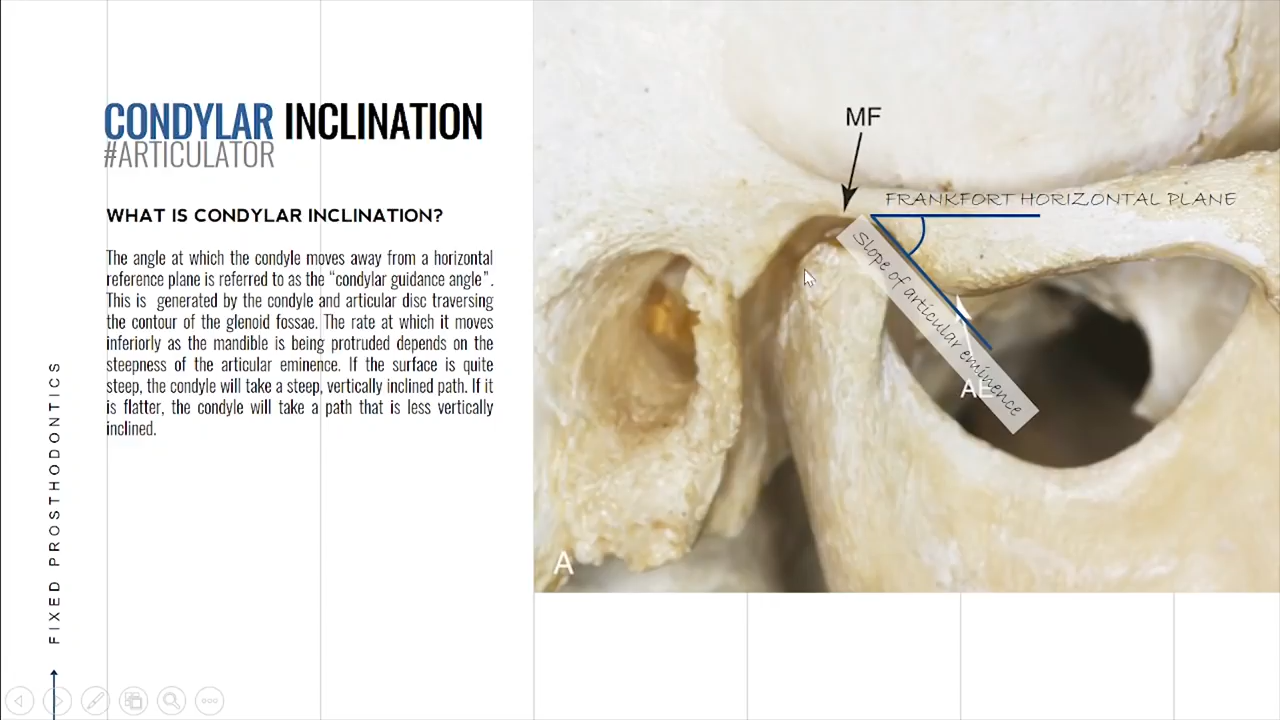 CONDYLAR INCLINATION
#ARTICULATOR
WHAT IS CONDYLAR INCLINATION?
The angle at which the condyle moves away from a horizontal
reference plane is referred to as the “condylar guidance angle”.
This is generated by the condyle and articular disc traversing
the contour of the glenoid fossae. The rate at which it moves
inferiorly as the mandible is being protruded depends on the
steepness of the articular eminence. If the surface is quite
steep, the condyle will take a steep, vertically inclined path. If it
is flatter, the condyle will take a path that is less vertically
inclined.
FIXED PROSTHODONTICS
MF
FRANKFORT HORIZONTAL PLANE
Slope of articular eminence
AE
A